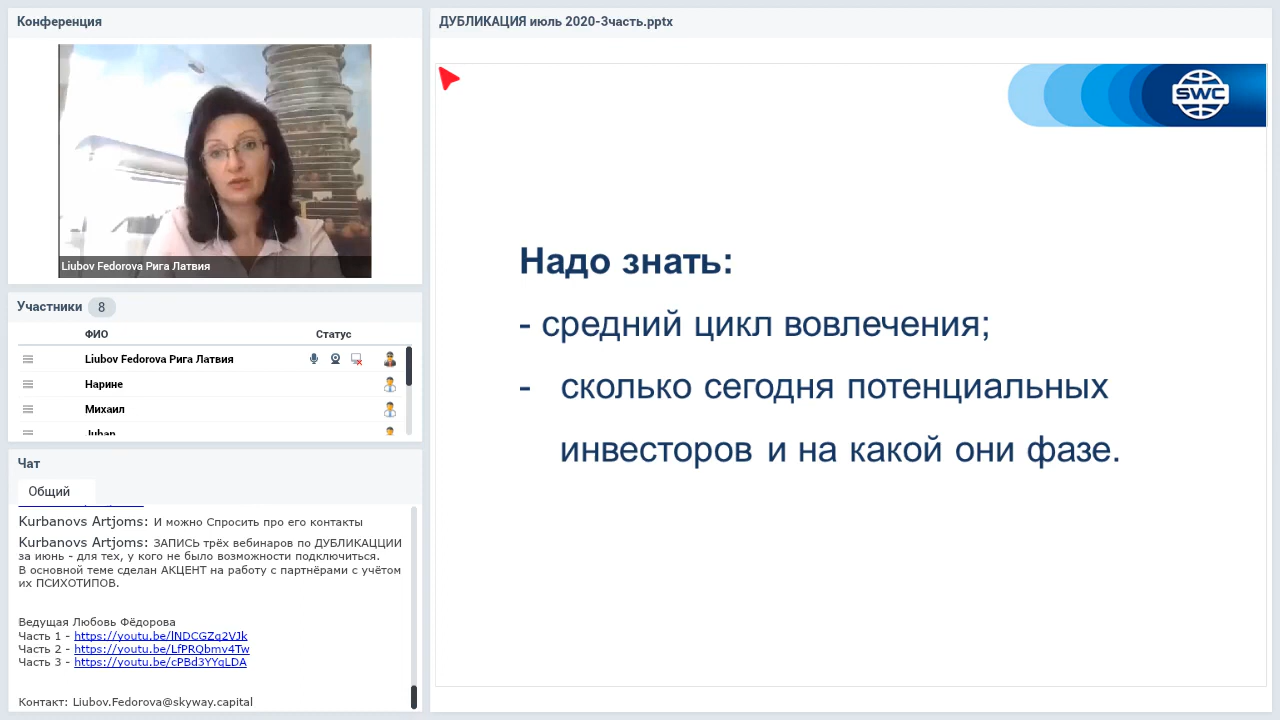 Конференция
Liubov Fedorova Рига Латвия
Участники 8
ФИО Статус
Liubov Fedorova Рига Латвия
Нарине
Михаил
Чат
Общий
Kurbanovs Artjoms: И можно Спросить про его контакты
Kurbanovs Artjoms: ЗАПИСЬ трёх вебинаров по ДУБЛИКАЦЦИИ
за июнь - для тех, у кого не было возможности подключиться.
В основной теме сделан АКЦЕНТ на работу с партнёрами с учётом
их ПСИХОТИПОВ.
Ведущая Любовь Фёдорова
Часть 1 - https://youtu.be/lNDCGZq2VJk
Часть 2 - https://youtu.be/LfPRQbmv4Tw
Часть 3 - https://youtu.be/cPBd3YYqLDA
Контакт: Liubov.Fedorova@skyway.capital
ДУБЛИКАЦИЯ июль 2020-3часть.pptx
SWC
Надо знать:
- средний цикл вовлечения;
- сколько сегодня потенциальных
инвесторов и на какой они фазе.